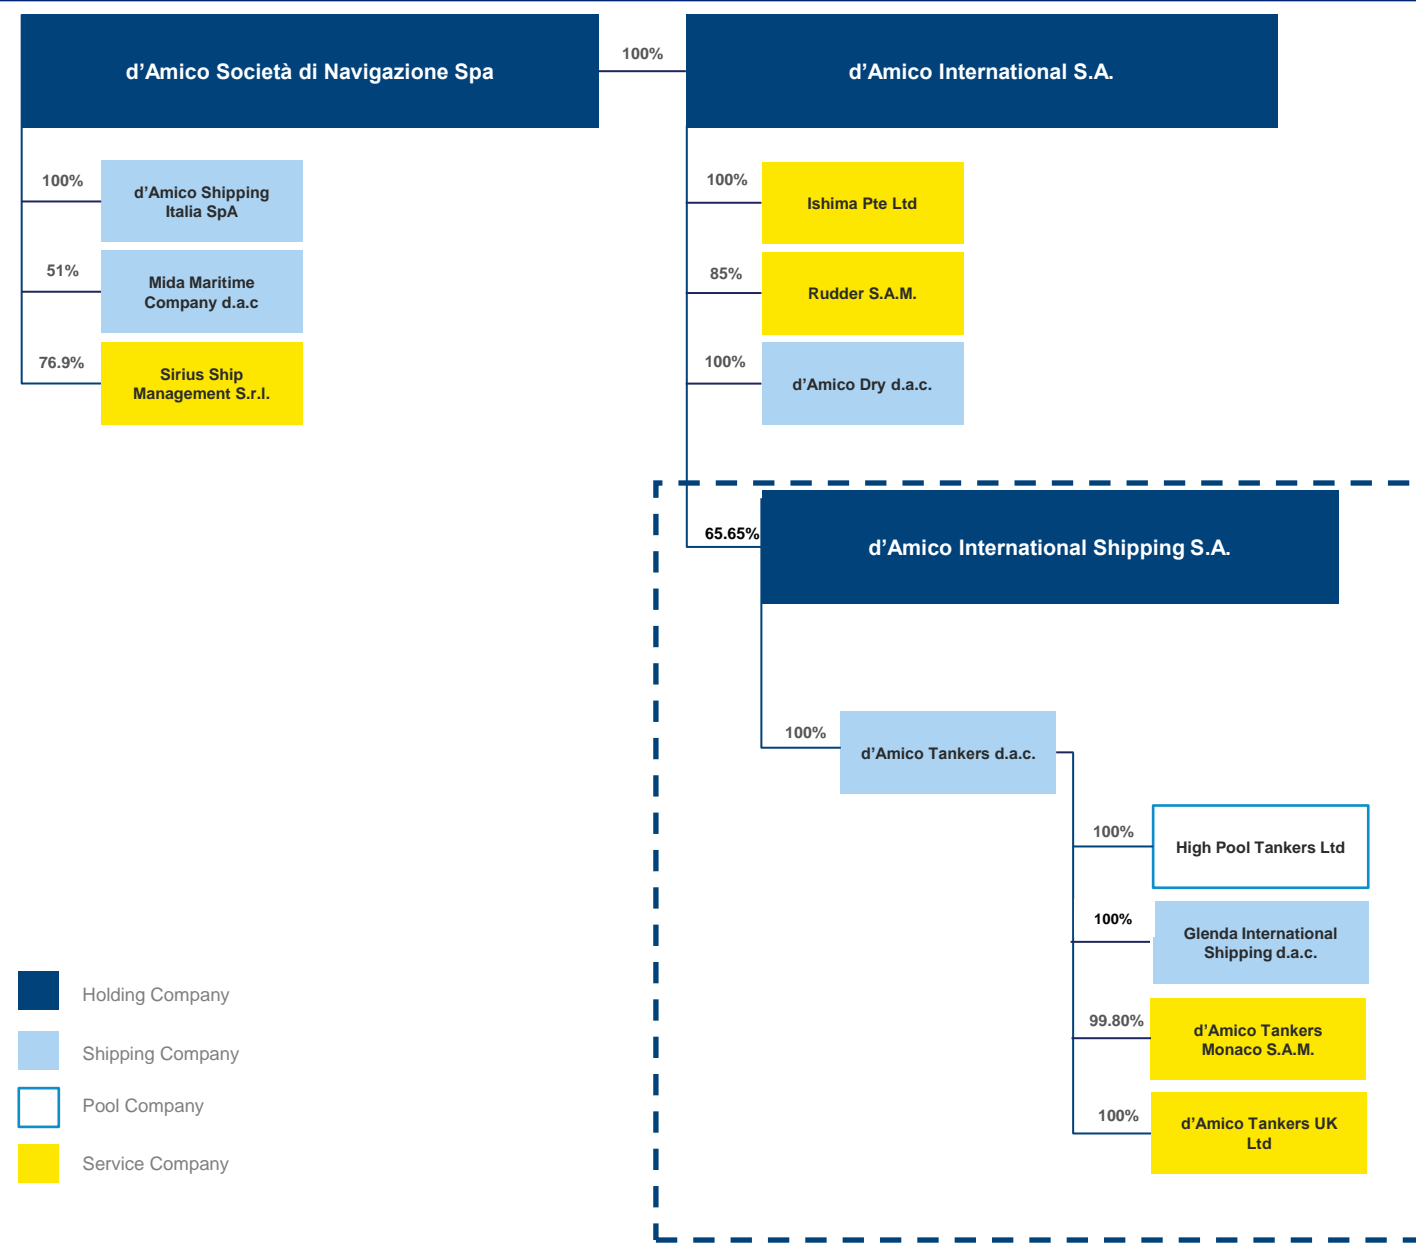 d’Amico Società di Navigazione Spa
100%
d’Amico International S.A.
100%
d’Amico Shipping
Italia SpA
51%
Mida Maritime
Company d.a.c
76.9%
Sirius Ship
Management S.r.l.
100%
Ishima Pte Ltd
85%
Rudder S.A.M.
100%
d’Amico Dry d.a.c.
65.65%
d’Amico International Shipping S.A.
100%
d’Amico Tankers d.a.c.
100%
High Pool Tankers Ltd
100%
Glenda International
Shipping d.a.c.
99.80%
d’Amico Tankers
Monaco S.A.M.
100%
d’Amico Tankers UK
Ltd
Holding Company
Shipping Company
Pool Company
Service Company